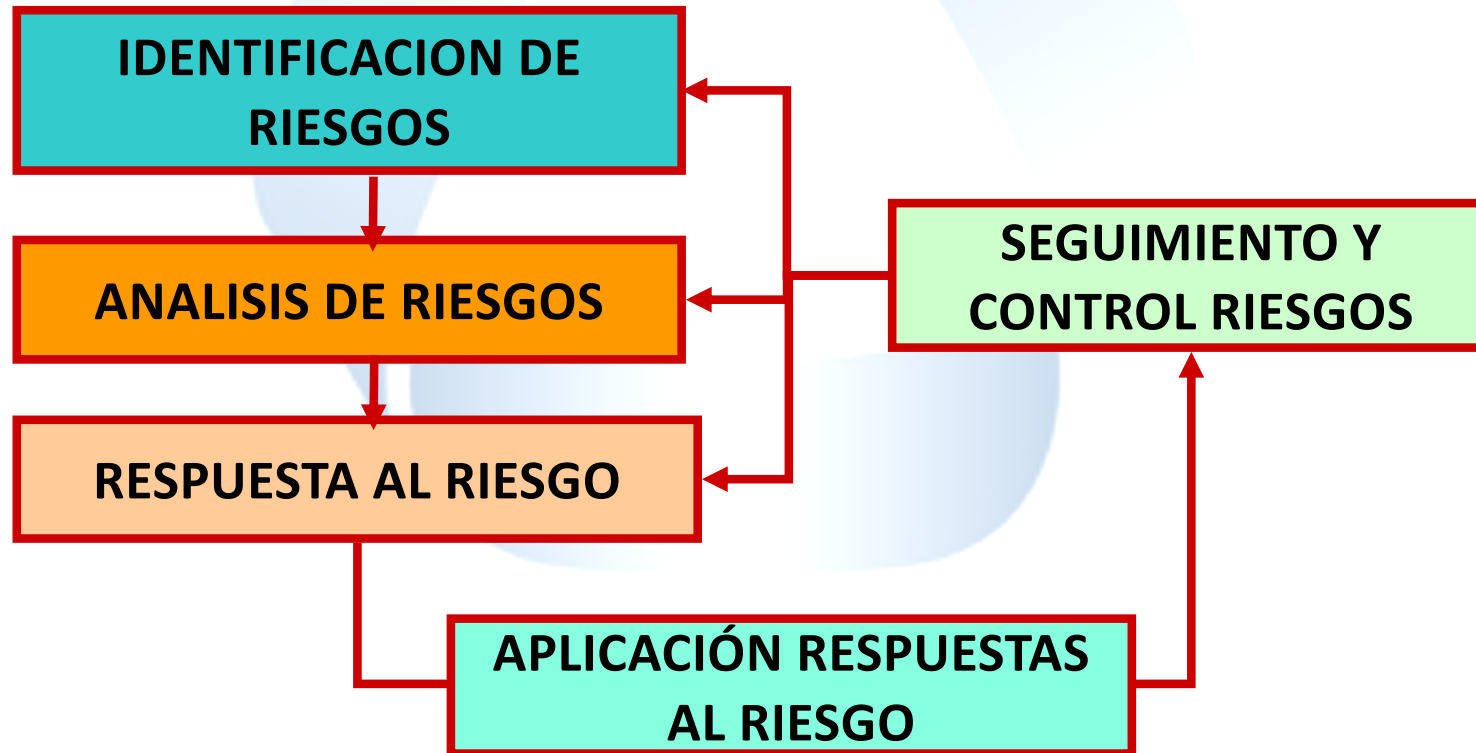 IDENTIFICACION DE
RIESGOS
ANALISIS DE RIESGOS
RESPUESTA AL RIESGO
SEGUIMIENTO Y
CONTROL RIESGOS
APLICACIÓN RESPUESTAS
AL RIESGO